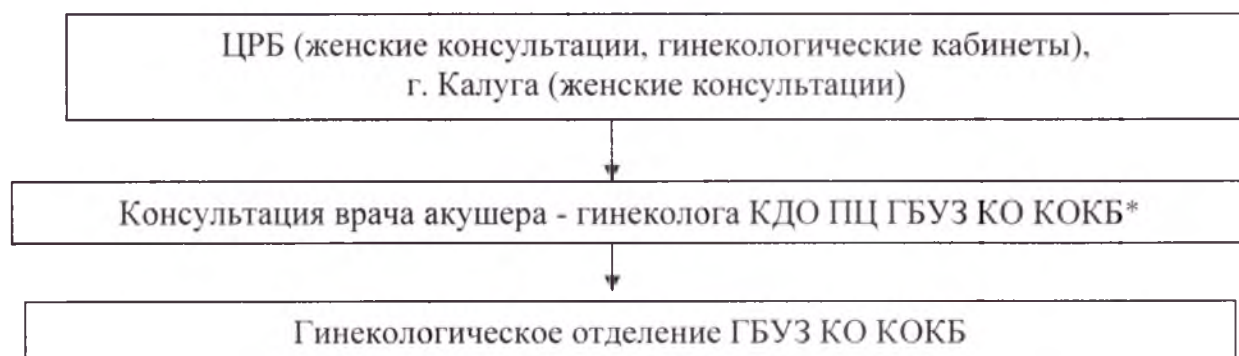 ЦРБ (женские консультации, гинекологические кабинеты),
г. Калуга (женские консультации)
Консультация врача акушера - гинеколога КДО ПЦ ГБУЗ КО КОКБ*
Гинекологическое отделение ГБУЗ КО КОКБ